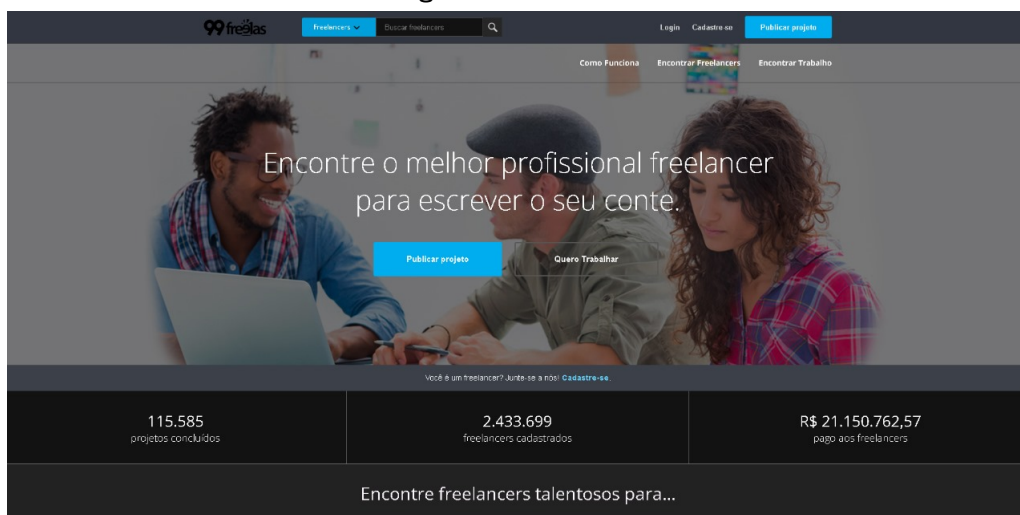 99freelas
Freelancers
Buscar freelancers
Login
Cadastre-se
Publicar projeto
Como Funciona
Encontrar Freelancers
Encontrar Trabalho
Encontre o melhor profissional freelancer
para escrever o seu conte.
Publicar projeto
Quero Trabalhar
Você é um freelancer? Junte-se a nós! Cadastre-se.
115.585
projetos concluídos
2.433.699
freelancers cadastrados
R$ 21.150.762,57
pago aos freelancers
Encontre freelancers talentosos para...